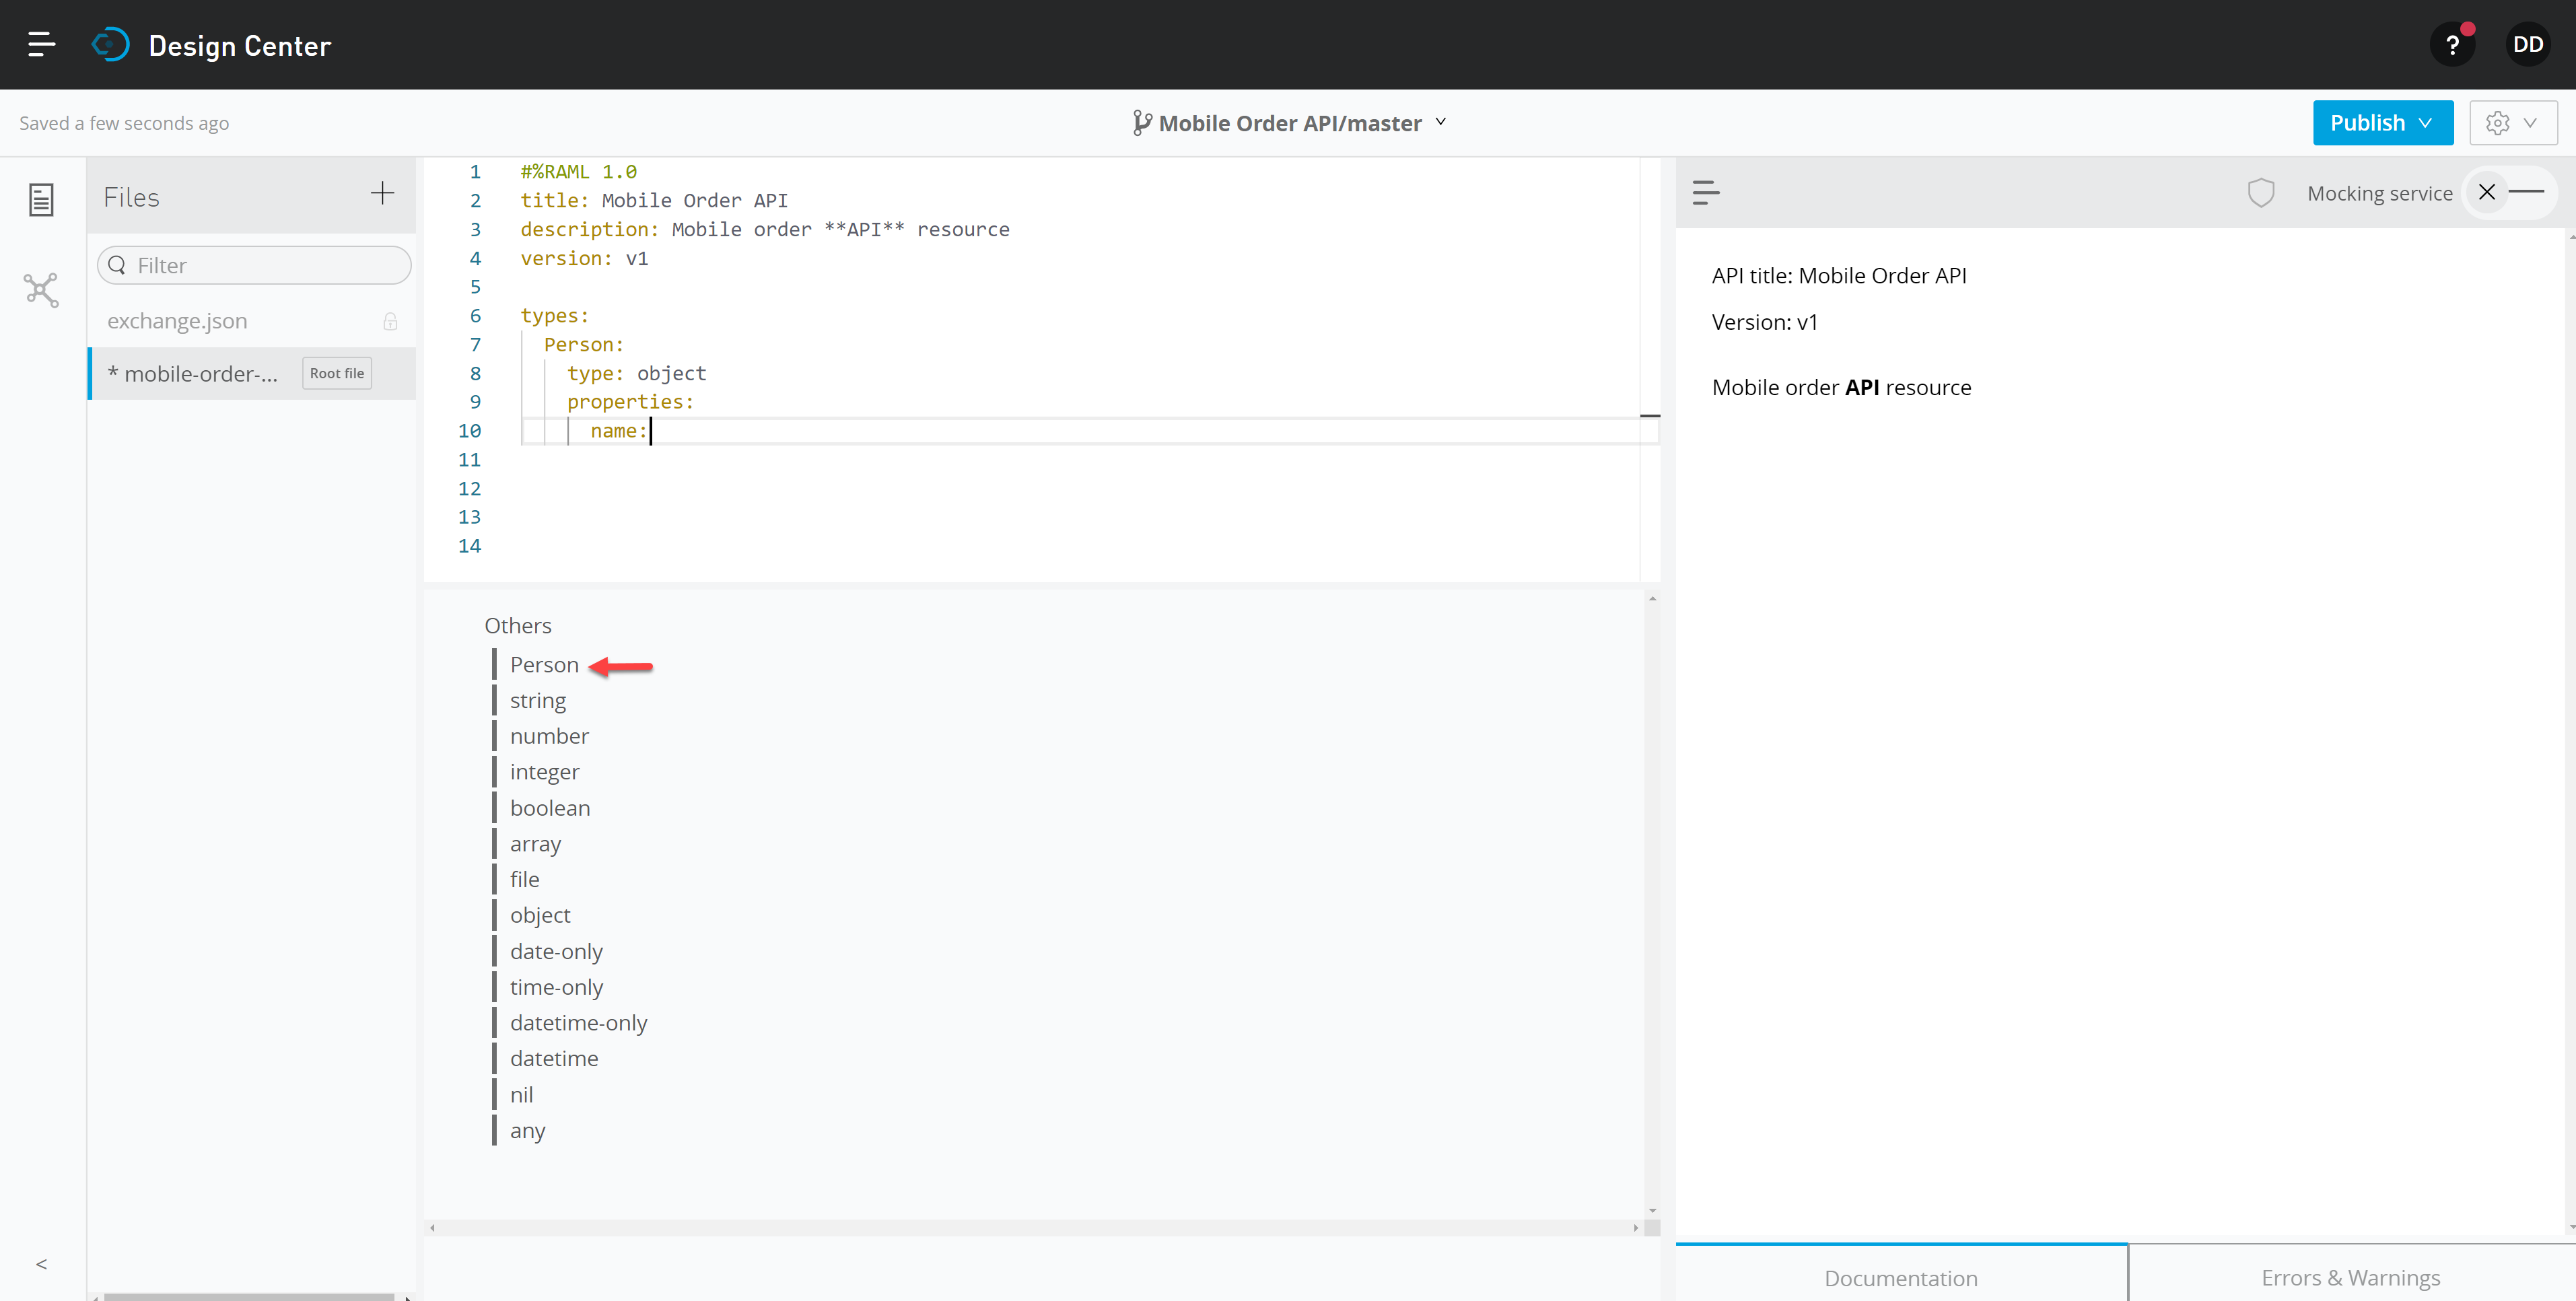 Design Center
?
DD
Saved a few seconds ago
Mobile Order API/master
Publish
Files
+
Filter
exchange.json
* mobile-order-... Root file
<
1 #%RAML 1.0
2 title: Mobile Order API
3 description: Mobile order **API** resource
4 version: v1
5
6 types:
7 Person:
8 type: object
9 properties:
10 name:
11
12
13
14
Others
Person
string
number
integer
boolean
array
file
object
date-only
time-only
datetime-only
datetime
nil
any
Mocking service
API title: Mobile Order API
Version: v1
Mobile order API resource
Documentation
Errors & Warnings